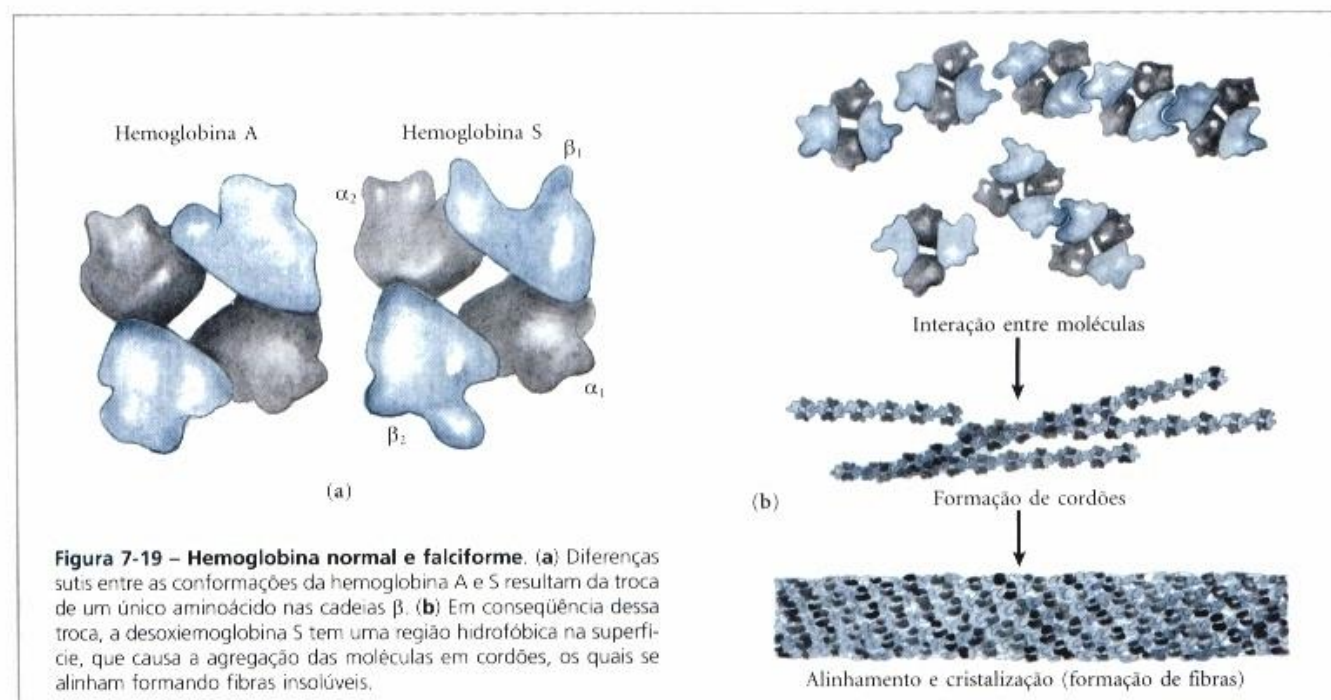 Hemoglobina A
Hemoglobina S
β1
α2
α1
β2
(a)
Figura 7-19 – Hemoglobina normal e falciforme. (a) Diferenças
sutis entre as conformações da hemoglobina A e S resultam da troca
de um único aminoácido nas cadeias β. (b) Em conseqüência dessa
troca, a desoxiemoglobina S tem uma região hidrofóbica na superfí-
cie, que causa a agregação das moléculas em cordões, os quais se
alinham formando fibras insolúveis.
Interação entre moléculas
(b)
Formação de cordões
Alinhamento e cristalização (formação de fibras)